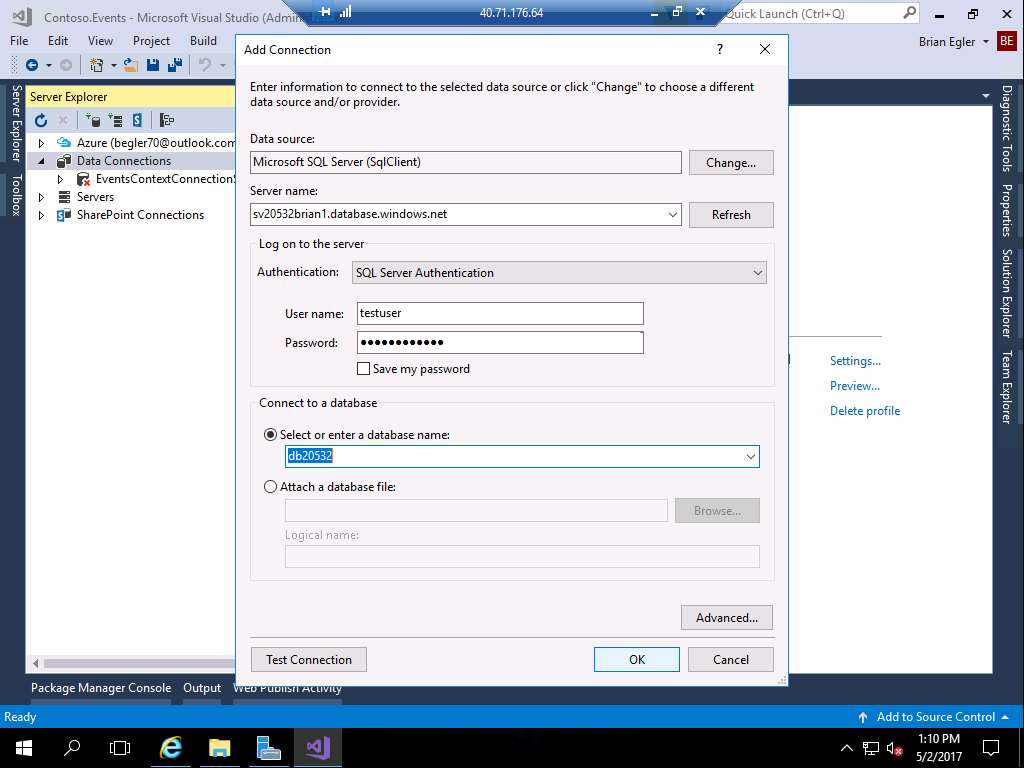 Contoso.Events - Microsoft Visual Studio (Admin
40.71.176.64
Quick Launch (Ctrl+Q)
File Edit View Project Build
Brian Egler
BE
Add Connection
?
Enter information to connect to the selected data source or click "Change" to choose a different
data source and/or provider.
Data source:
Microsoft SQL Server (SqlClient)
Change...
Server name:
sv20532brian1.database.windows.net
Refresh
Log on to the server
Authentication:
SQL Server Authentication
User name:
testuser
Password:
●●●●●●●●●●●●
Save my password
Connect to a database
Select or enter a database name:
db20532
Attach a database file:
Browse...
Logical name:
Advanced...
Test Connection
OK
Cancel
Server Explorer
Toolbox
Server Explorer
Azure (begler70@outlook.com
Data Connections
EventsContextConnectionS
Servers
SharePoint Connections
Settings...
Preview...
Delete profile
Diagnostic Tools
Properties
Solution Explorer
Team Explorer
Package Manager Console Output Web Publish Activity
Ready
Add to Source Control
1:10 PM
5/2/2017